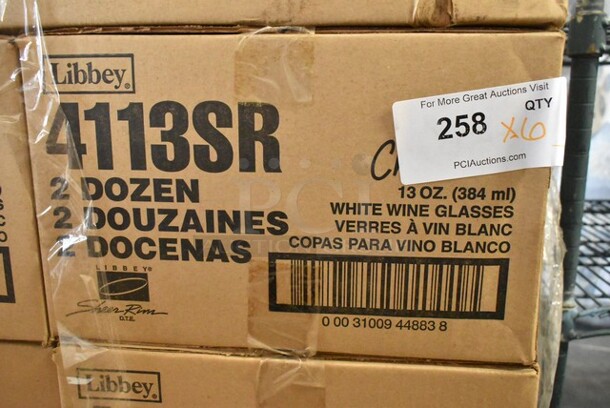 Libbey®
4113SR
2 DOZEN
2 DOUZAINES
2 DOCENAS
LIBBEY®
Sheer Rim
D.T.E.
For More Great Auctions Visit
258
QTY
X6
PCIAuctions.com
13 OZ. (384 ml)
WHITE WINE GLASSES
VERRES À VIN BLANC
COPAS PARA VINO BLANCO
0 00 31009 44883 8
Libbey®